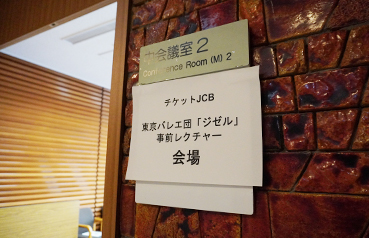 中会議室2
Conference Room (M) 2
チケットJCB
東京バレエ団「ジゼル」
事前レクチャー
会場